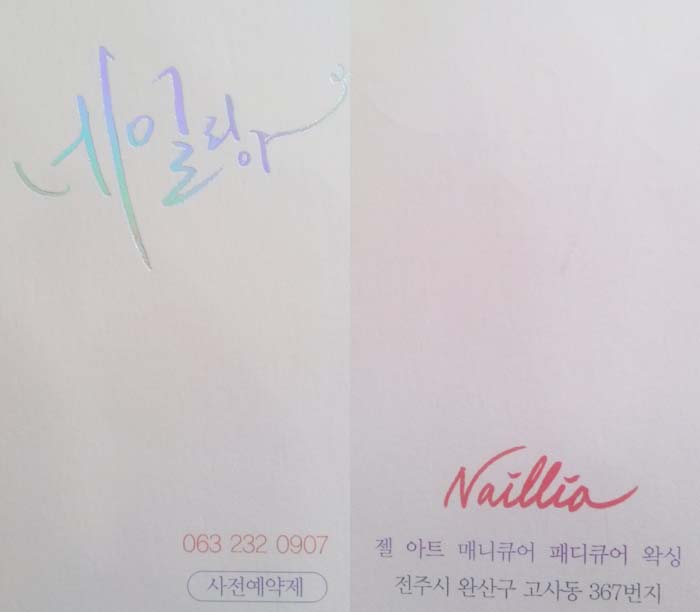 네일리아
063 232 0907
사전예약제
Naillia
젤 아트 매니큐어 패디큐어 왁싱
전주시 완산구 고사동 367번지